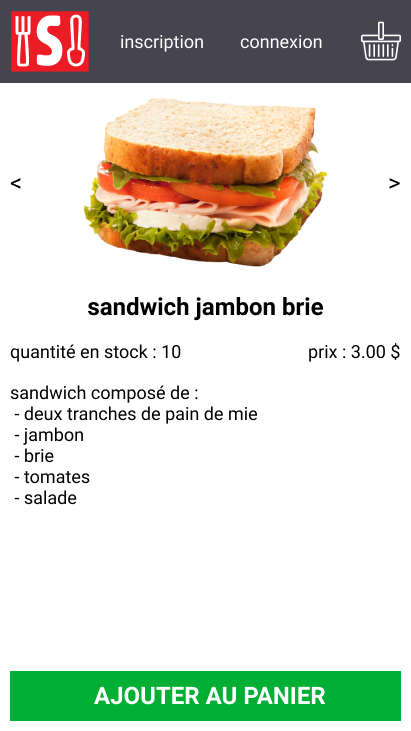 S
inscription connexion
< >
sandwich jambon brie
quantité en stock : 10 prix : 3.00 $
sandwich composé de :
- deux tranches de pain de mie
- jambon
- brie
- tomates
- salade
AJOUTER AU PANIER